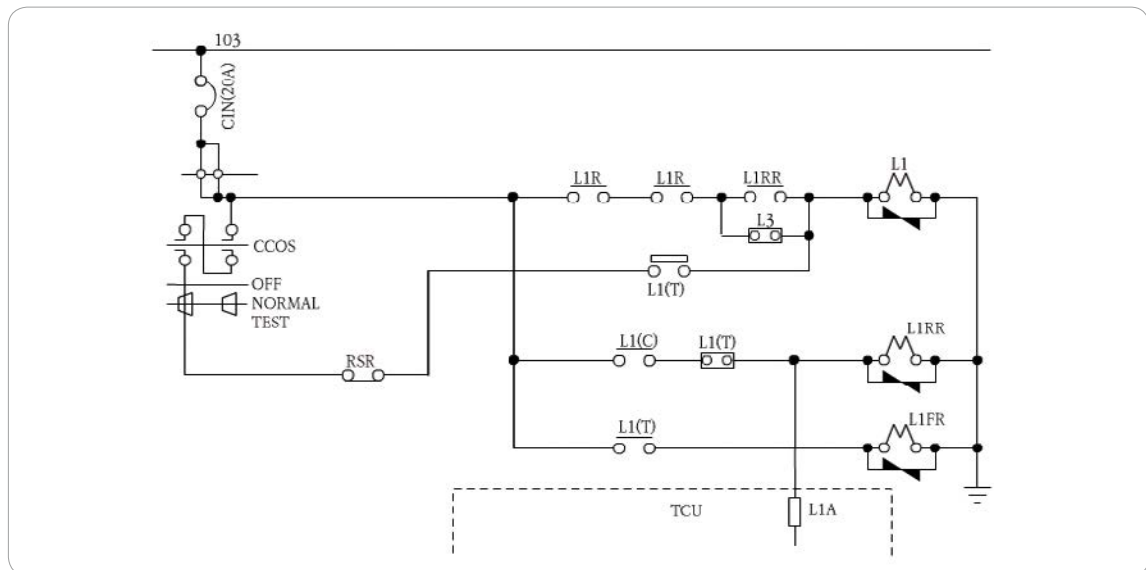 103
CIN(20A)
L1R
L1R
L1RR
L1
L3
CCOS
L1(T)
OFF
NORMAL
TEST
RSR
L1(C)
L1(T)
L1RR
L1(T)
L1FR
TCU
L1A